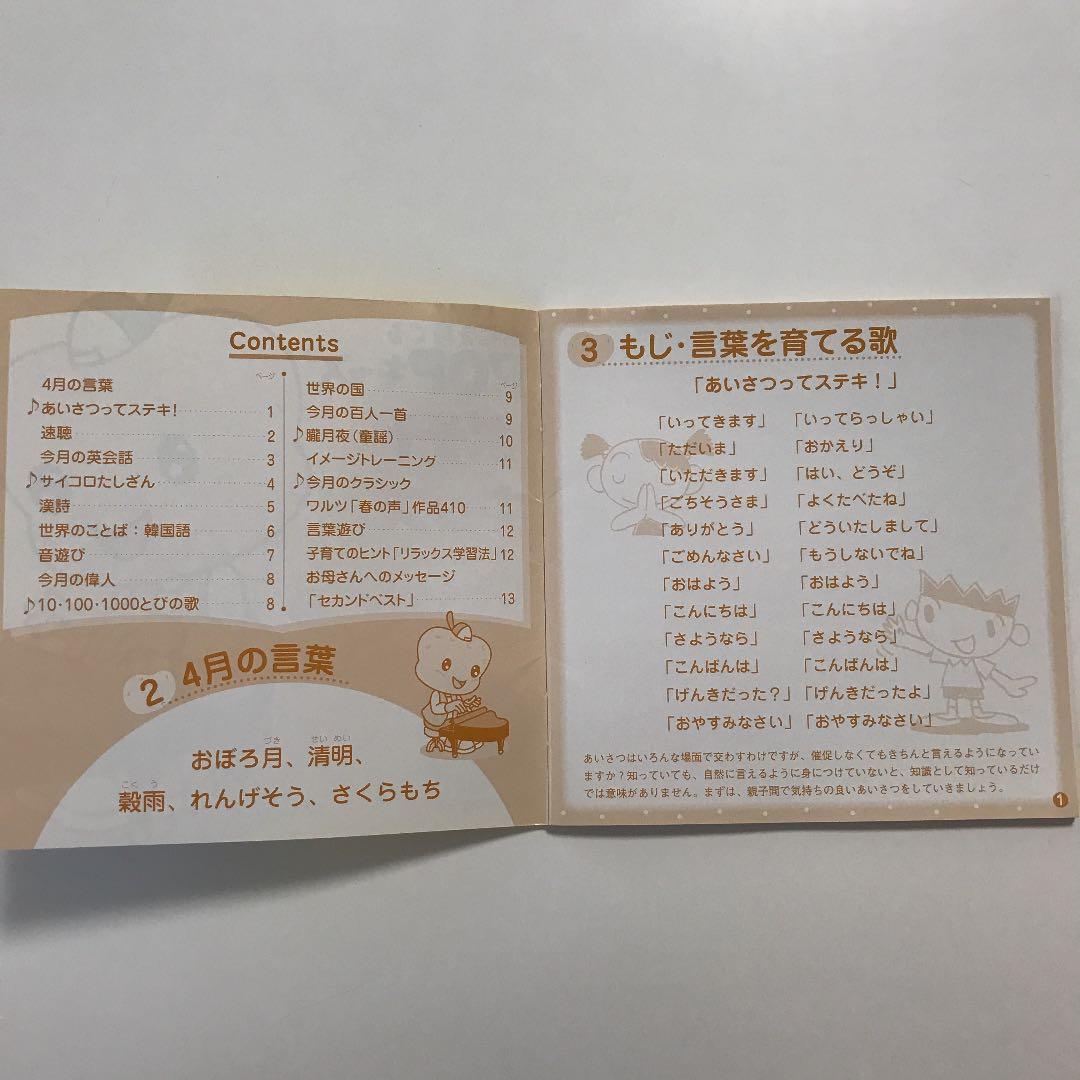 Contents
ページ
4月の言葉
♪あいさつってステキ! 1
速聴 2
今月の英会話 3
♪サイコロたしざん 4
漢詩 5
世界のことば：韓国語 6
音遊び 7
今月の偉人 8
♪10・100・1000とびの歌 8
ページ
世界の国 9
今月の百人一首 9
♪朧月夜（童謡） 10
イメージトレーニング 11
♪今月のクラシック
ワルツ「春の声」作品410 11
言葉遊び 12
子育てのヒント「リラックス学習法」 12
お母さんへのメッセージ
「セカンドベスト」 13
2 4月の言葉
づき せい めい
おぼろ月、清明、
こく う
穀雨、れんげそう、さくらもち
3 もじ・言葉を育てる歌
「あいさつってステキ！」
「いってきます」 「いってらっしゃい」
「ただいま」 「おかえり」
「いただきます」 「はい、どうぞ」
「ごちそうさま」 「よくたべたね」
「ありがとう」 「どういたしまして」
「ごめんなさい」 「もうしないでね」
「おはよう」 「おはよう」
「こんにちは」 「こんにちは」
「さようなら」 「さようなら」
「こんばんは」 「こんばんは」
「げんきだった？」 「げんきだったよ」
「おやすみなさい」 「おやすみなさい」
あいさつはいろんな場面で交わすわけですが、催促しなくてもきちんと言えるようになってい
ますか？知っていても、自然に言えるように身につけていないと、知識として知っているだけ
では意味がありません。まずは、親子間で気持ちの良いあいさつをしていきましょう。
1